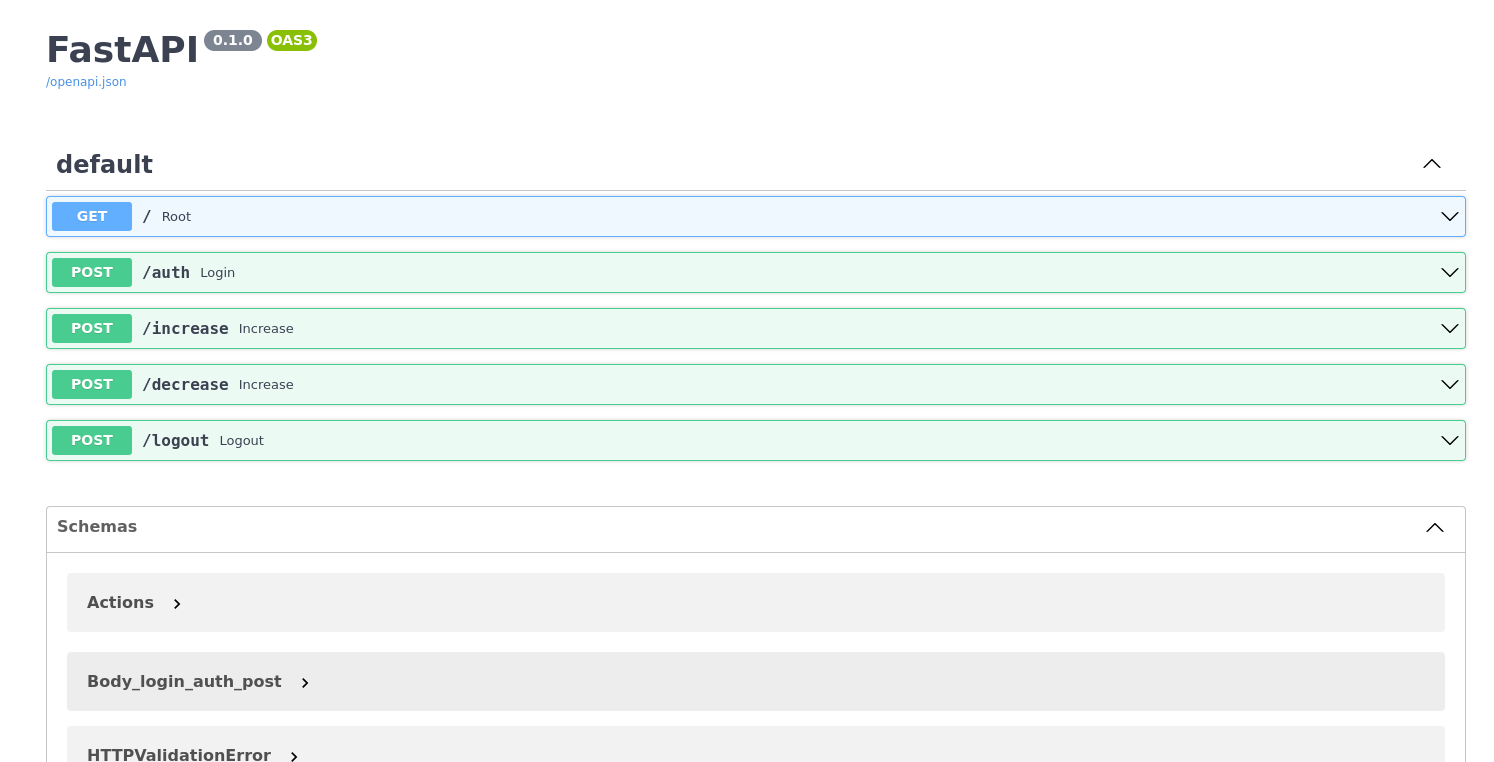 FastAPI 0.1.0 OAS3
/openapi.json
default
GET / Root
POST /auth Login
POST /increase Increase
POST /decrease Increase
POST /logout Logout
Schemas
Actions
Body_login_auth_post
HTTPValidationError